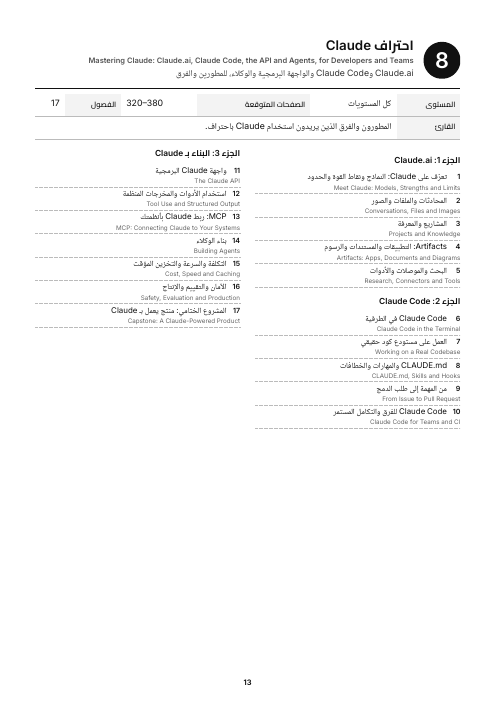 8
احتراف Claude
Mastering Claude: Claude.ai, Claude Code, the API and Agents, for Developers and Teams
Claude.ai وClaude Code والواجهة البرمجية والوكلاء، للمطورين والفرق
المستوى كل المستويات الصفحات المتوقعة 320–380 الفصول 17
القارئ المطورون والفرق الذين يريدون استخدام Claude باحتراف.
الجزء 1: Claude.ai
1 تعرّف على Claude: النماذج ونقاط القوة والحدود
Meet Claude: Models, Strengths and Limits
2 المحادثات والملفات والصور
Conversations, Files and Images
3 المشاريع والمعرفة
Projects and Knowledge
4 Artifacts: التطبيقات والمستندات والرسوم
Artifacts: Apps, Documents and Diagrams
5 البحث والموصلات والأدوات
Research, Connectors and Tools
الجزء 2: Claude Code
6 Claude Code في الطرفية
Claude Code in the Terminal
7 العمل على مستودع كود حقيقي
Working on a Real Codebase
8 CLAUDE.md والمهارات والخطافات
CLAUDE.md, Skills and Hooks
9 من المهمة إلى طلب الدمج
From Issue to Pull Request
10 Claude Code للفرق والتكامل المستمر
Claude Code for Teams and CI
الجزء 3: البناء بـ Claude
11 واجهة Claude البرمجية
The Claude API
12 استخدام الأدوات والمخرجات المنظمة
Tool Use and Structured Output
13 MCP: ربط Claude بأنظمتك
MCP: Connecting Claude to Your Systems
14 بناء الوكلاء
Building Agents
15 التكلفة والسرعة والتخزين المؤقت
Cost, Speed and Caching
16 الأمان والتقييم والإنتاج
Safety, Evaluation and Production
17 المشروع الختامي: منتج يعمل بـ Claude
Capstone: A Claude-Powered Product
13